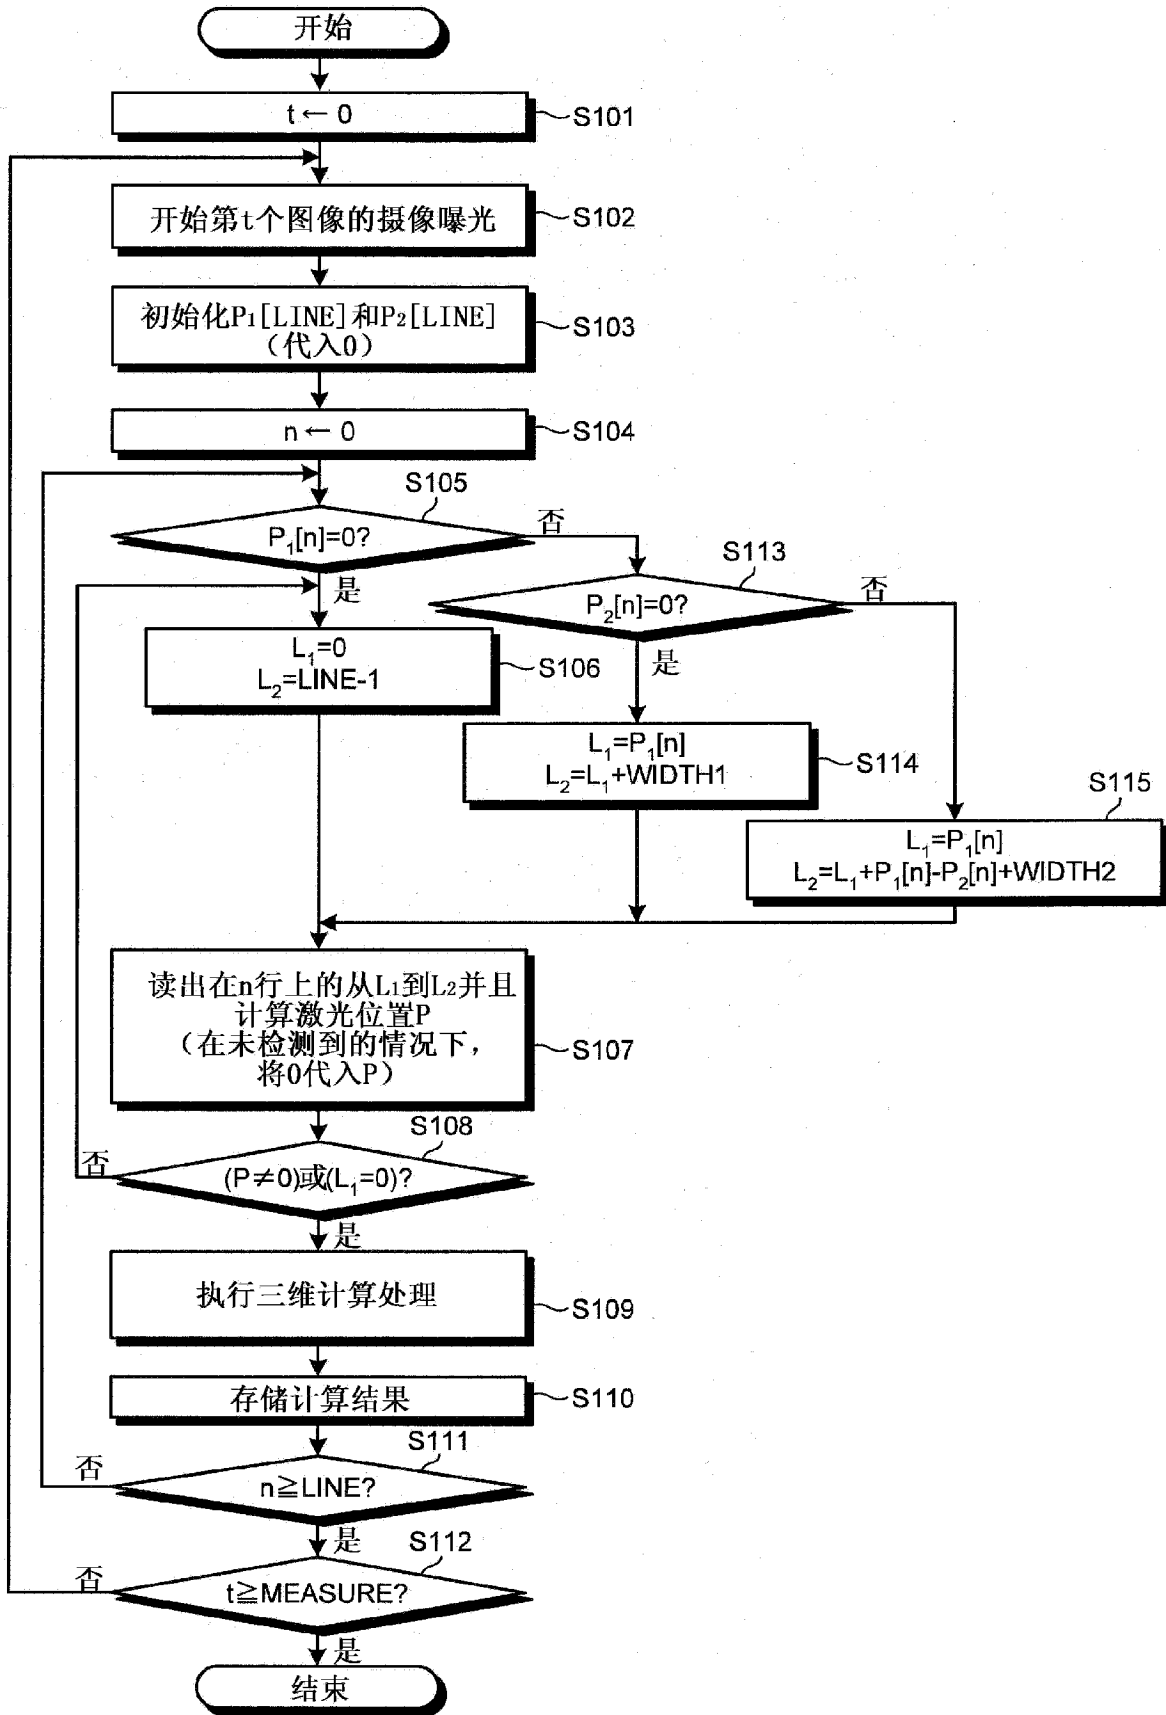 开始
t ← 0
S101
开始第t个图像的摄像曝光
S102
初始化P₁[LINE]和P₂[LINE]
（代入0）
S103
n ← 0
S104
S105
P₁[n]=0?
否
是
S113
P₂[n]=0?
否
是
L₁=0
L₂=LINE-1
S106
L₁=P₁[n]
L₂=L₁+WIDTH1
S114
S115
L₁=P₁[n]
L₂=L₁+P₁[n]-P₂[n]+WIDTH2
读出在n行上的从L₁到L₂并且
计算激光位置P
（在未检测到的情况下，
将0代入P）
S107
S108
否
(P≠0)或(L₁=0)?
是
执行三维计算处理
S109
存储计算结果
S110
S111
否
n≧LINE?
是
S112
否
t≧MEASURE?
是
结束